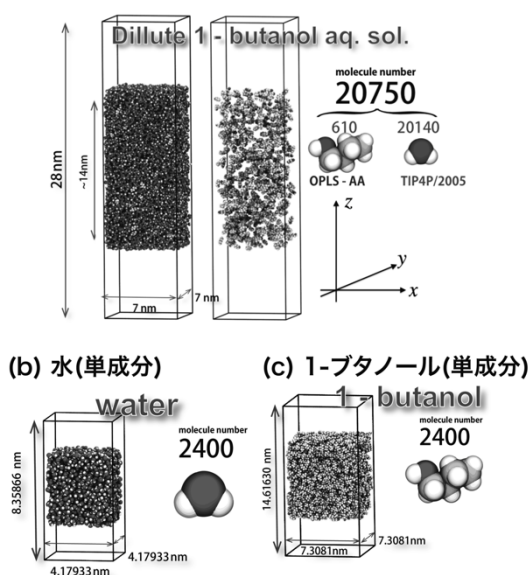 Dillute 1 - butanol aq. sol.
molecule number
20750
610
20140
OPLS - AA
TIP4P/2005
28nm
~14nm
7 nm
7 nm
z
y
x
(b) 水(単成分)
(c) 1-ブタノール(単成分)
water
1 - butanol
molecule number
2400
molecule number
2400
8.35866 nm
4.17933nm
4.17933nm
14.61630 nm
7.3081nm
7.3081nm